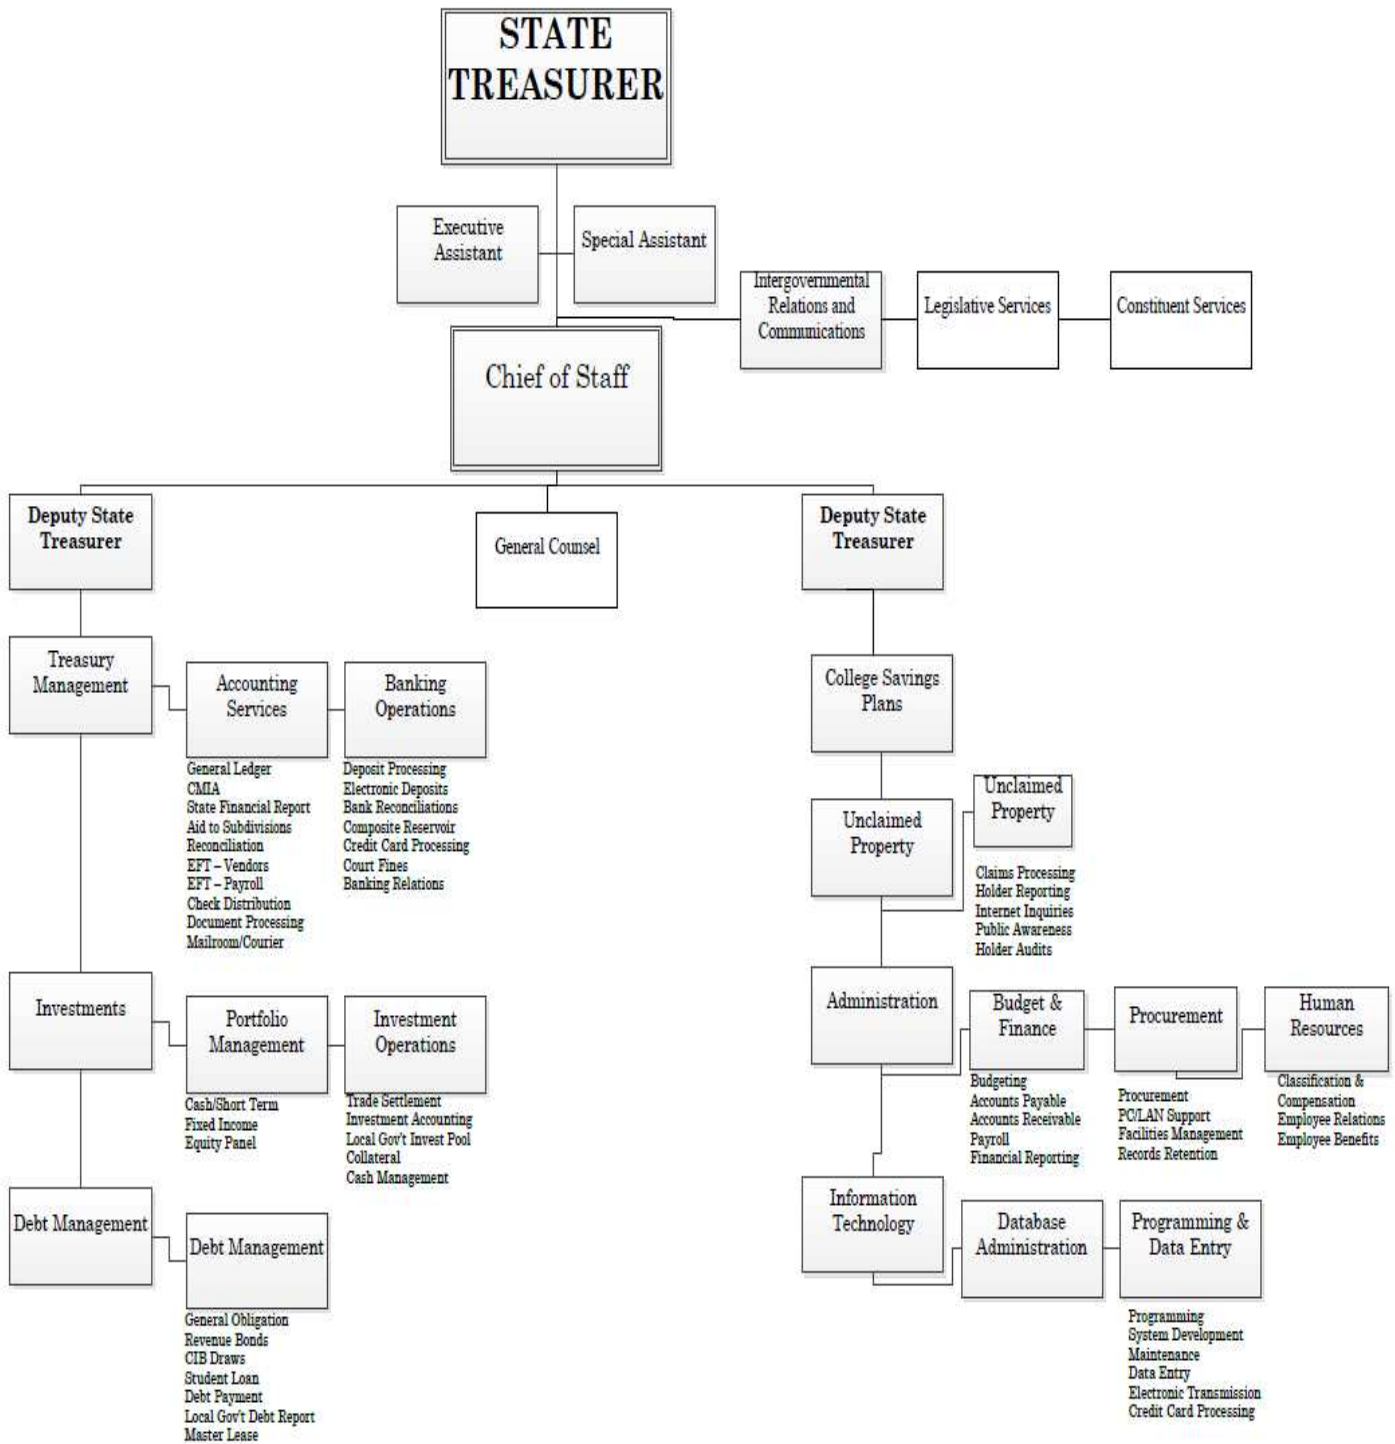 STATE
TREASURER
Executive
Assistant
Special Assistant
Intergovernmental
Relations and
Communications
Legislative Services
Constituent Services
Chief of Staff
Deputy State
Treasurer
General Counsel
Deputy State
Treasurer
Treasury
Management
Accounting
Services
Banking
Operations
General Ledger
CMIA
State Financial Report
Aid to Subdivisions
Reconciliation
EFT – Vendors
EFT – Payroll
Check Distribution
Document Processing
Mailroom/Courier
Deposit Processing
Electronic Deposits
Bank Reconciliations
Composite Reservoir
Credit Card Processing
Court Fines
Banking Relations
Investments
Portfolio
Management
Investment
Operations
Cash/Short Term
Fixed Income
Equity Panel
Trade Settlement
Investment Accounting
Local Gov't Invest Pool
Collateral
Cash Management
Debt Management
Debt Management
General Obligation
Revenue Bonds
CIB Draws
Student Loan
Debt Payment
Local Gov't Debt Report
Master Lease
College Savings
Plans
Unclaimed
Property
Unclaimed
Property
Claims Processing
Holder Reporting
Internet Inquiries
Public Awareness
Holder Audits
Administration
Budget &
Finance
Procurement
Human
Resources
Budgeting
Accounts Payable
Accounts Receivable
Payroll
Financial Reporting
Procurement
PC/LAN Support
Facilities Management
Records Retention
Classification &
Compensation
Employee Relations
Employee Benefits
Information
Technology
Database
Administration
Programming &
Data Entry
Programming
System Development
Maintenance
Data Entry
Electronic Transmission
Credit Card Processing